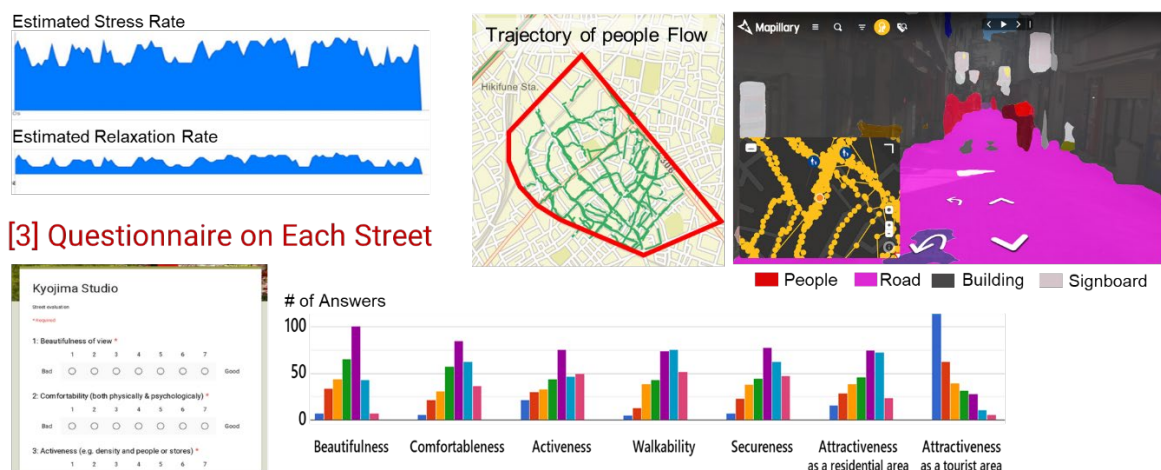 Estimated Stress Rate
Estimated Relaxation Rate
Trajectory of people Flow
Hikifune Sta.
Mapillary
People
Road
Building
Signboard
[3] Questionnaire on Each Street
Kyojima Studio
Street evaluation
* Required
1: Beautifulness of view *
1 2 3 4 5 6 7
Bad Good
2: Comfortability (both physically & psychologicaly) *
1 2 3 4 5 6 7
Bad Good
3: Activeness (e.g. density and people or stores) *
1 2 3 4 5 6 7
# of Answers
100
50
0
Beautifulness
Comfortableness
Activeness
Walkability
Secureness
Attractiveness
as a residential area
Attractiveness
as a tourist area